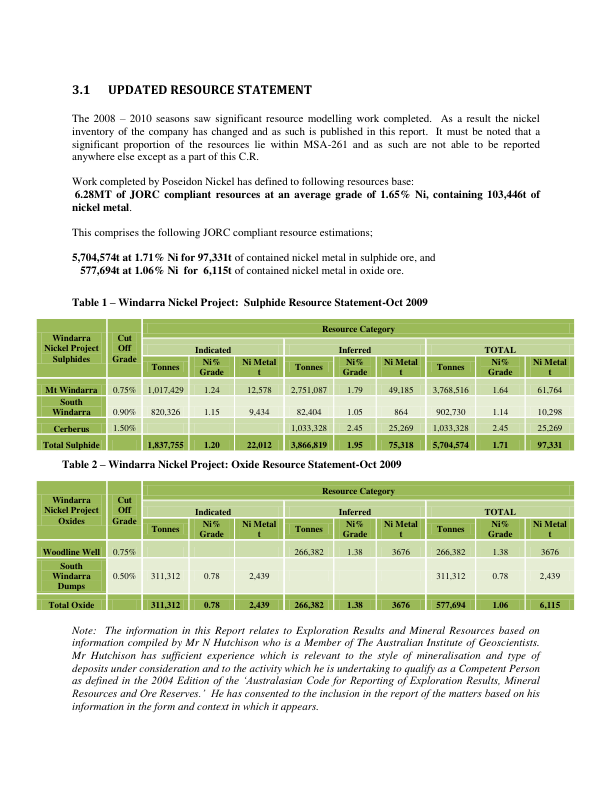 3.1 UPDATED RESOURCE STATEMENT
The 2008 – 2010 seasons saw significant resource modelling work completed. As a result the nickel
inventory of the company has changed and as such is published in this report. It must be noted that a
significant proportion of the resources lie within MSA-261 and as such are not able to be reported
anywhere else except as a part of this C.R.
Work completed by Poseidon Nickel has defined to following resources base:
6.28MT of JORC compliant resources at an average grade of 1.65% Ni, containing 103,446t of
nickel metal.
This comprises the following JORC compliant resource estimations;
5,704,574t at 1.71% Ni for 97,331t of contained nickel metal in sulphide ore, and
577,694t at 1.06% Ni for 6,115t of contained nickel metal in oxide ore.
Table 1 – Windarra Nickel Project: Sulphide Resource Statement-Oct 2009
Windarra Nickel Project Sulphides Cut Off Grade Resource Category
Indicated Inferred TOTAL
Tonnes Ni% Grade Ni Metal t Tonnes Ni% Grade Ni Metal t Tonnes Ni% Grade Ni Metal t
Mt Windarra 0.75% 1,017,429 1.24 12,578 2,751,087 1.79 49,185 3,768,516 1.64 61,764
South Windarra 0.90% 820,326 1.15 9,434 82,404 1.05 864 902,730 1.14 10,298
Cerberus 1.50% 1,033,328 2.45 25,269 1,033,328 2.45 25,269
Total Sulphide 1,837,755 1.20 22,012 3,866,819 1.95 75,318 5,704,574 1.71 97,331
Table 2 – Windarra Nickel Project: Oxide Resource Statement-Oct 2009
Windarra Nickel Project Oxides Cut Off Grade Resource Category
Indicated Inferred TOTAL
Tonnes Ni% Grade Ni Metal t Tonnes Ni% Grade Ni Metal t Tonnes Ni% Grade Ni Metal t
Woodline Well 0.75% 266,382 1.38 3676 266,382 1.38 3676
South Windarra Dumps 0.50% 311,312 0.78 2,439 311,312 0.78 2,439
Total Oxide 311,312 0.78 2,439 266,382 1.38 3676 577,694 1.06 6,115
Note: The information in this Report relates to Exploration Results and Mineral Resources based on
information compiled by Mr N Hutchison who is a Member of The Australian Institute of Geoscientists.
Mr Hutchison has sufficient experience which is relevant to the style of mineralisation and type of
deposits under consideration and to the activity which he is undertaking to qualify as a Competent Person
as defined in the 2004 Edition of the ‘Australasian Code for Reporting of Exploration Results, Mineral
Resources and Ore Reserves.’ He has consented to the inclusion in the report of the matters based on his
information in the form and context in which it appears.